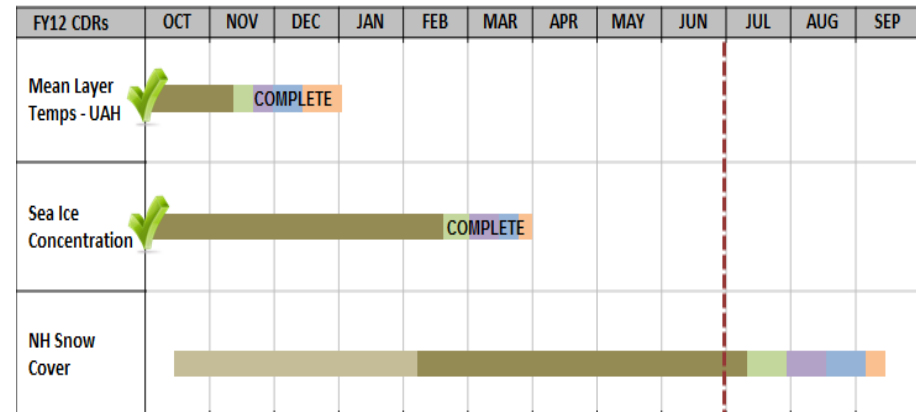 FY12 CDRs OCT NOV DEC JAN FEB MAR APR MAY JUN JUL AUG SEP
Mean Layer
Temps - UAH
COMPLETE
Sea Ice
Concentration
COMPLETE
NH Snow
Cover